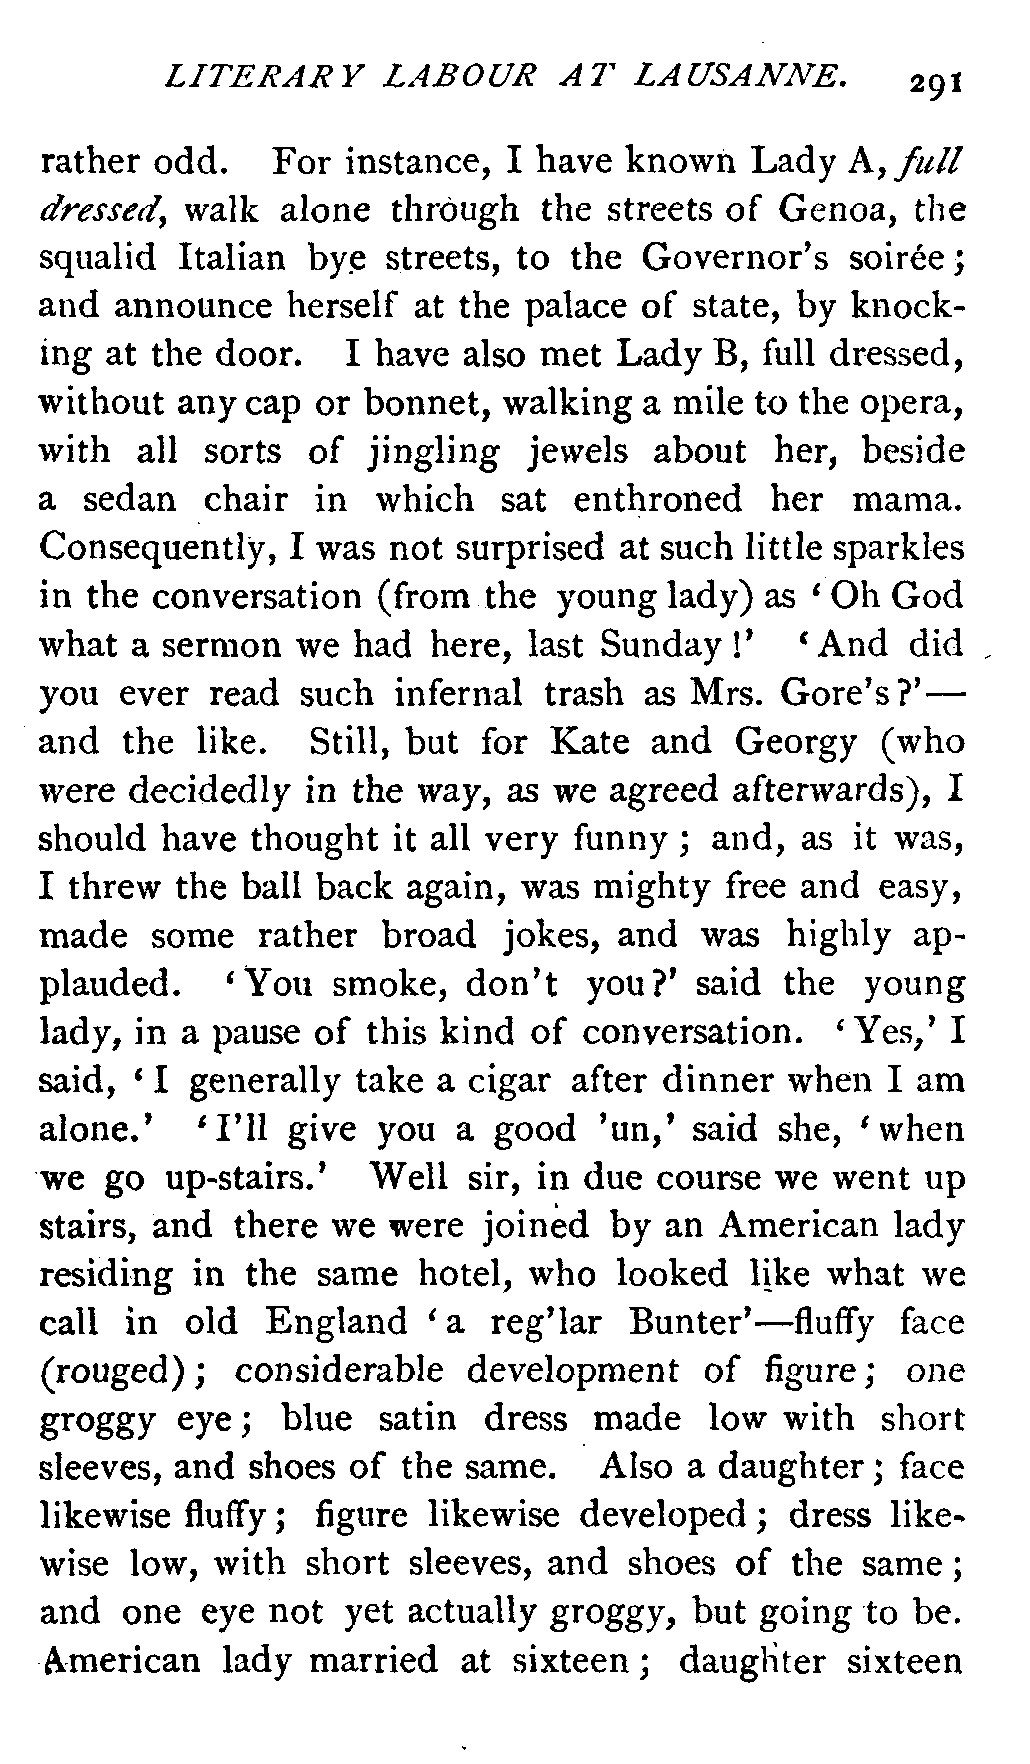 LITERARY LABOUR AT LAUSANNE. 291
rather odd. For instance, I have known Lady A, full
dressed, walk alone through the streets of Genoa, the
squalid Italian bye streets, to the Governor's soirée;
and announce herself at the palace of state, by knock-
ing at the door. I have also met Lady B, full dressed,
without any cap or bonnet, walking a mile to the opera,
with all sorts of jingling jewels about her, beside
a sedan chair in which sat enthroned her mama.
Consequently, I was not surprised at such little sparkles
in the conversation (from the young lady) as ‘Oh God
what a sermon we had here, last Sunday!’ ‘And did
you ever read such infernal trash as Mrs. Gore's?’—
and the like. Still, but for Kate and Georgy (who
were decidedly in the way, as we agreed afterwards), I
should have thought it all very funny; and, as it was,
I threw the ball back again, was mighty free and easy,
made some rather broad jokes, and was highly ap-
plauded. ‘You smoke, don't you?’ said the young
lady, in a pause of this kind of conversation. ‘Yes,’ I
said, ‘I generally take a cigar after dinner when I am
alone.’ ‘I'll give you a good 'un,’ said she, ‘when
we go up-stairs.’ Well sir, in due course we went up
stairs, and there we were joined by an American lady
residing in the same hotel, who looked like what we
call in old England ‘a reg'lar Bunter’—fluffy face
(rouged); considerable development of figure; one
groggy eye; blue satin dress made low with short
sleeves, and shoes of the same. Also a daughter; face
likewise fluffy; figure likewise developed; dress like-
wise low, with short sleeves, and shoes of the same;
and one eye not yet actually groggy, but going to be.
American lady married at sixteen; daughter sixteen